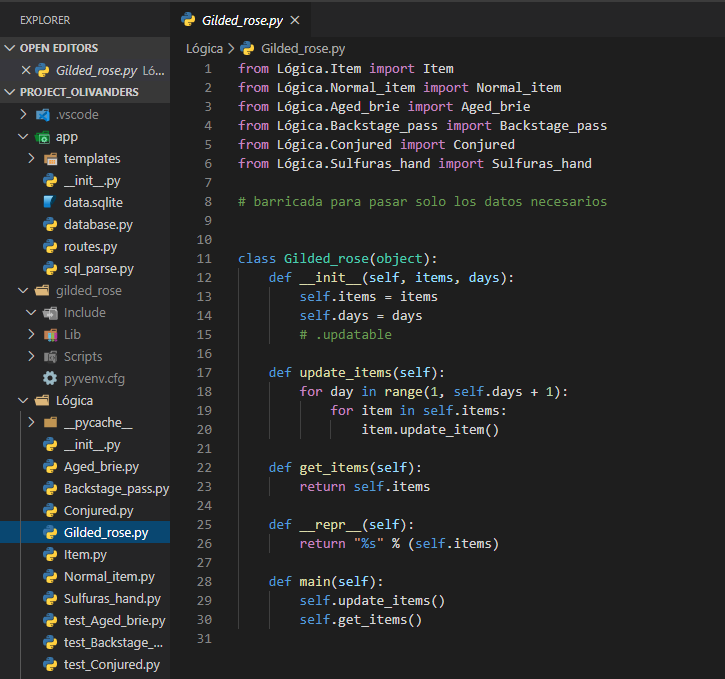 EXPLORER
OPEN EDITORS
Gilded_rose.py Ló...
PROJECT_OLIVANDERS
.vscode
app
templates
__init__.py
data.sqlite
database.py
routes.py
sql_parse.py
gilded_rose
Include
Lib
Scripts
pyvenv.cfg
Lógica
__pycache__
__init__.py
Aged_brie.py
Backstage_pass.py
Conjured.py
Gilded_rose.py
Item.py
Normal_item.py
Sulfuras_hand.py
test_Aged_brie.py
test_Backstage_...
test_Conjured.py
Gilded_rose.py
Lógica > Gilded_rose.py
1 from Lógica.Item import Item
2 from Lógica.Normal_item import Normal_item
3 from Lógica.Aged_brie import Aged_brie
4 from Lógica.Backstage_pass import Backstage_pass
5 from Lógica.Conjured import Conjured
6 from Lógica.Sulfuras_hand import Sulfuras_hand
7
8 # barricada para pasar solo los datos necesarios
9
10
11 class Gilded_rose(object):
12     def __init__(self, items, days):
13         self.items = items
14         self.days = days
15         # .updatable
16
17     def update_items(self):
18         for day in range(1, self.days + 1):
19             for item in self.items:
20                 item.update_item()
21
22     def get_items(self):
23         return self.items
24
25     def __repr__(self):
26         return "%s" % (self.items)
27
28     def main(self):
29         self.update_items()
30         self.get_items()
31